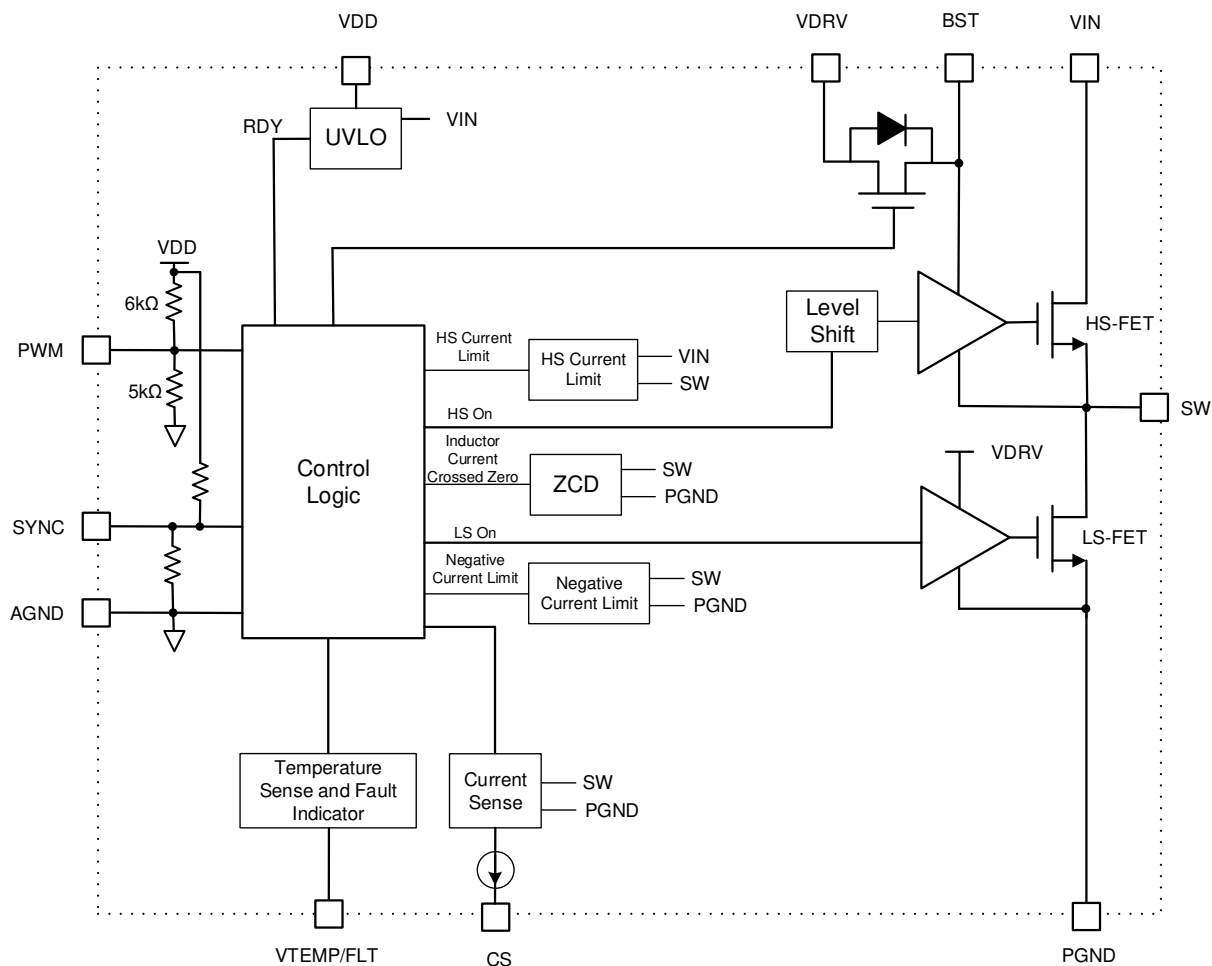 VDD
VDRV
BST
VIN
RDY
UVLO
VIN
VDD
6kΩ
PWM
5kΩ
Level
Shift
HS-FET
HS Current
Limit
HS Current
Limit
VIN
SW
SW
HS On
Inductor
Current
Crossed Zero
ZCD
SW
PGND
VDRV
Control
Logic
SYNC
LS On
LS-FET
Negative
Current Limit
Negative
Current Limit
SW
PGND
AGND
Temperature
Sense and Fault
Indicator
Current
Sense
SW
PGND
VTEMP/FLT
CS
PGND